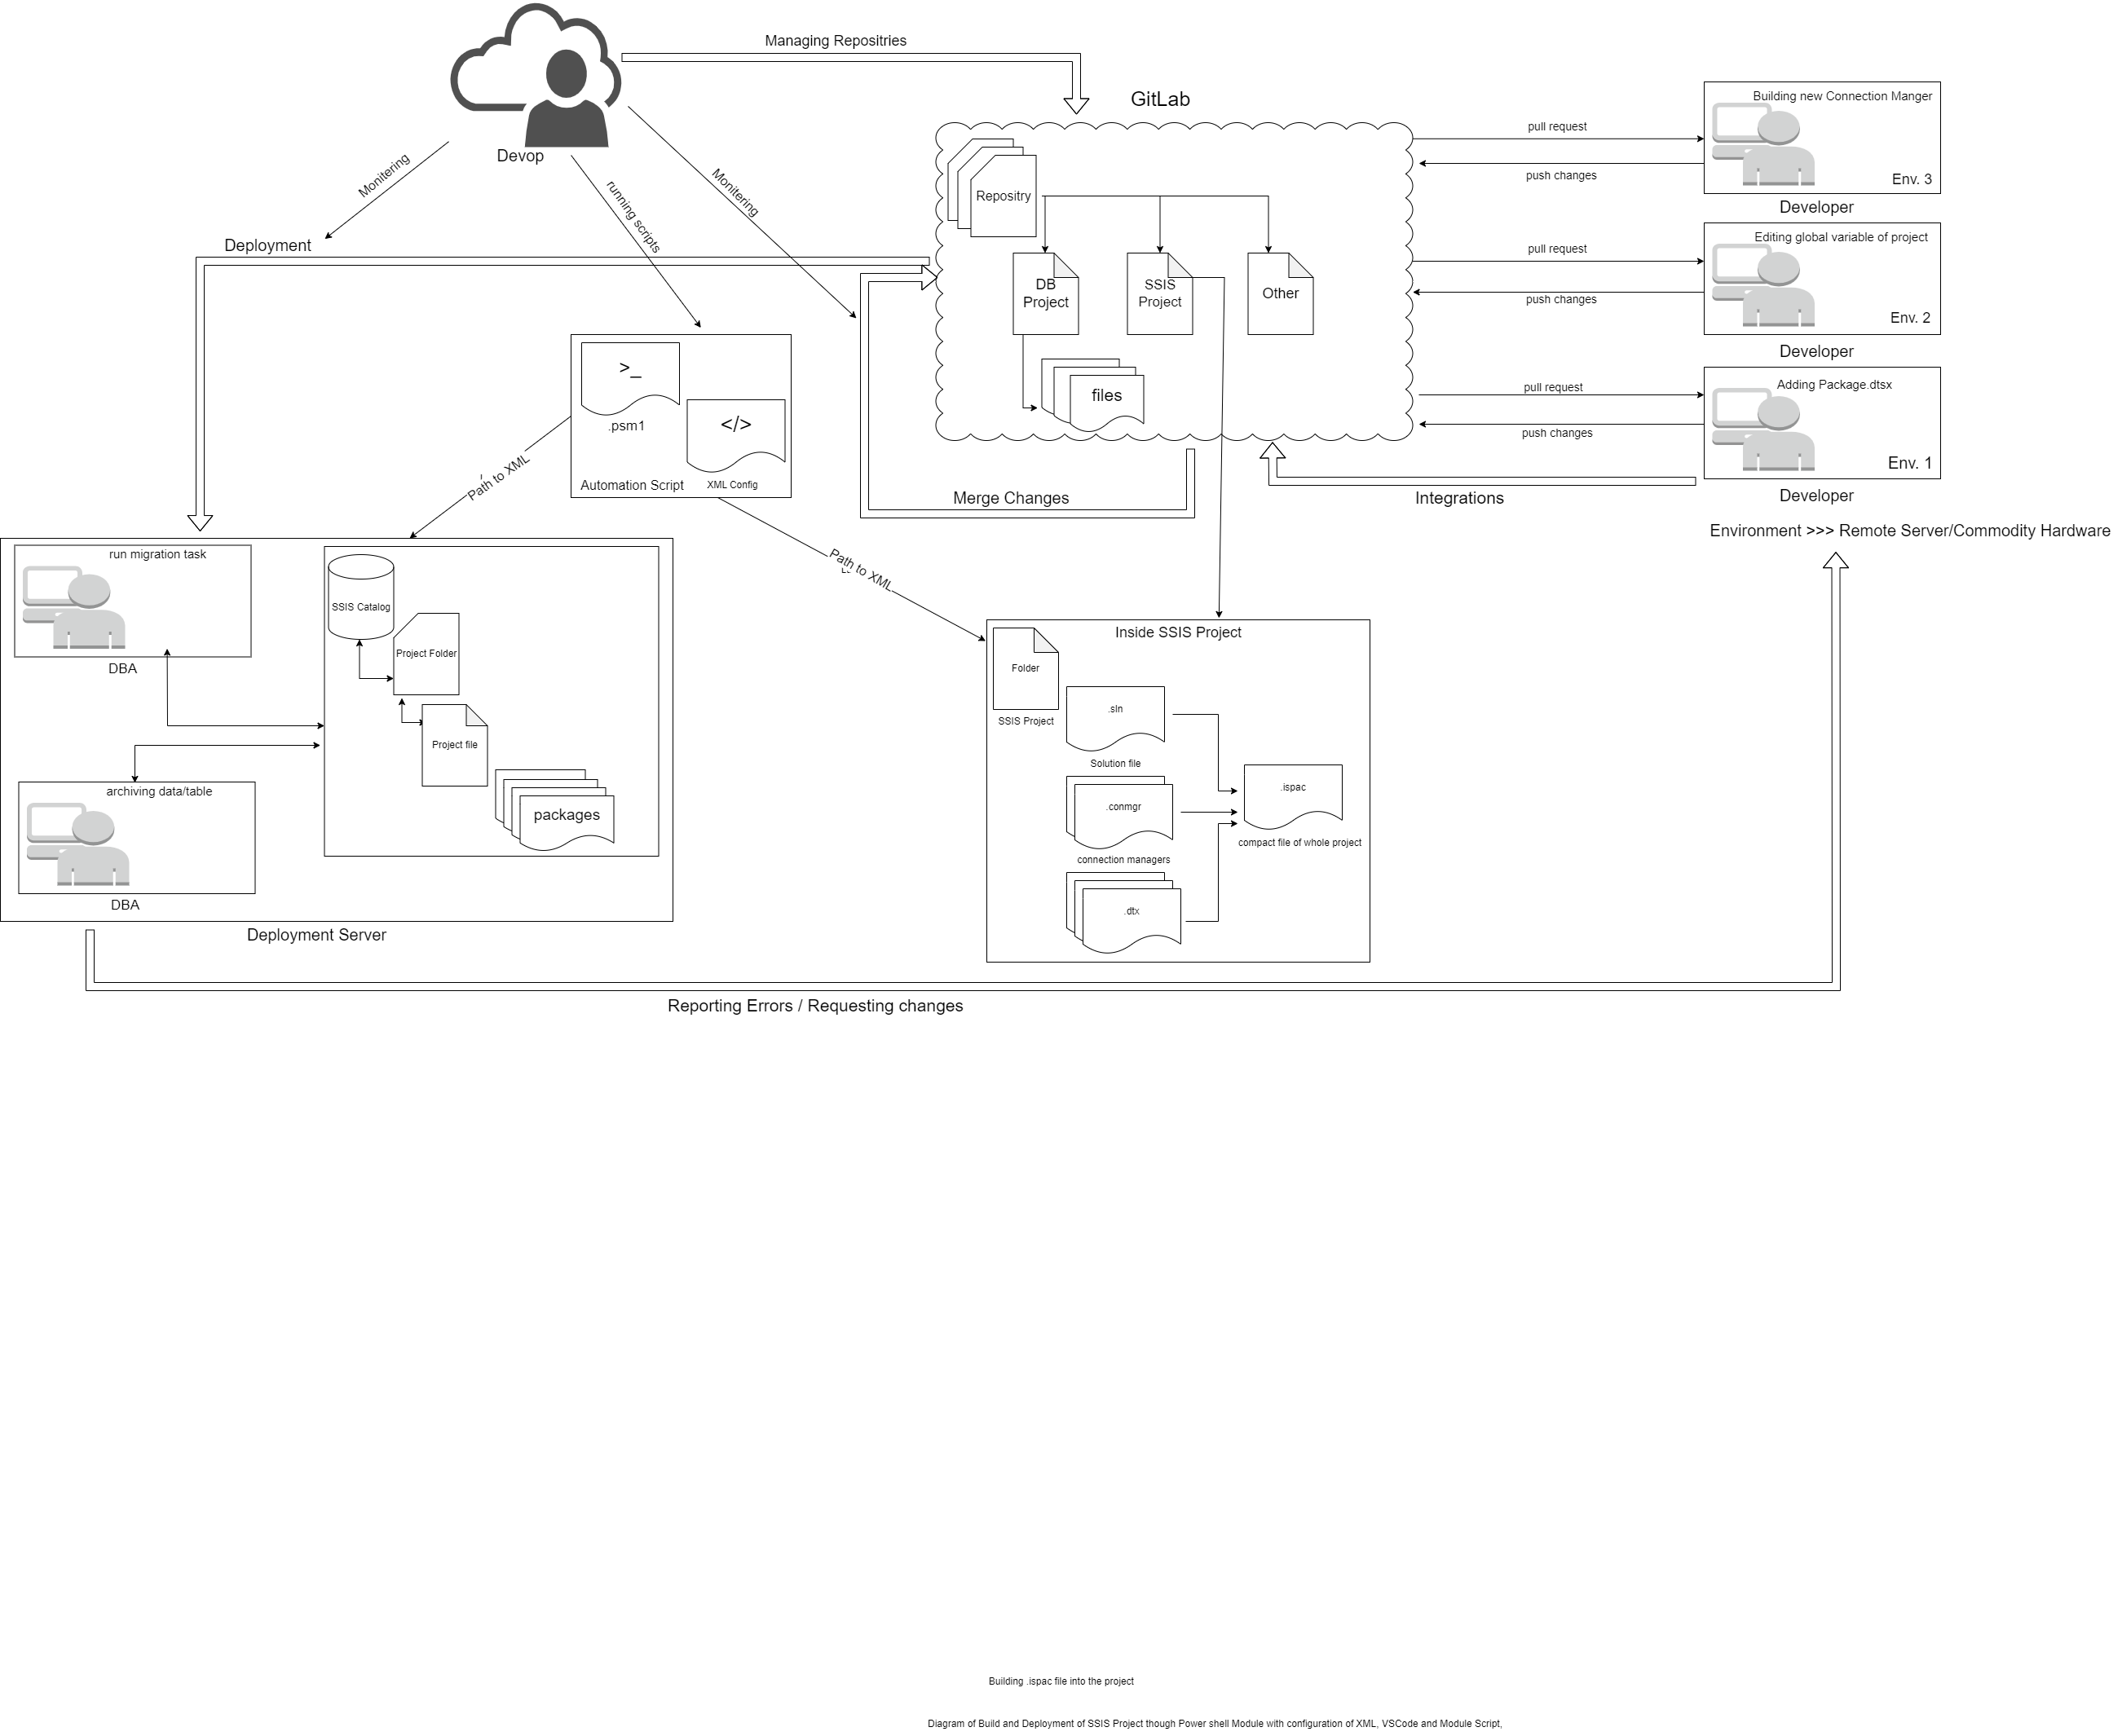 Managing Repositries
GitLab
Devop
Monitering
running scripts
Monitering
Deployment
Repositry
DB
Project
SSIS
Project
Other
files
pull request
push changes
Building new Connection Manger
Env. 3
Developer
pull request
push changes
Editing global variable of project
Env. 2
Developer
pull request
push changes
Adding Package.dtsx
Env. 1
Developer
>_
.psm1
</>
Automation Script
XML Config
Path to XML
Path to XML
Merge Changes
Integrations
Environment >>> Remote Server/Commodity Hardware
run migration task
DBA
SSIS Catalog
Project Folder
Project file
packages
archiving data/table
DBA
Deployment Server
Inside SSIS Project
Folder
SSIS Project
.sln
Solution file
.conmgr
connection managers
.dtx
.ispac
compact file of whole project
Reporting Errors / Requesting changes
Building .ispac file into the project
Diagram of Build and Deployment of SSIS Project though Power shell Module with configuration of XML, VSCode and Module Script,